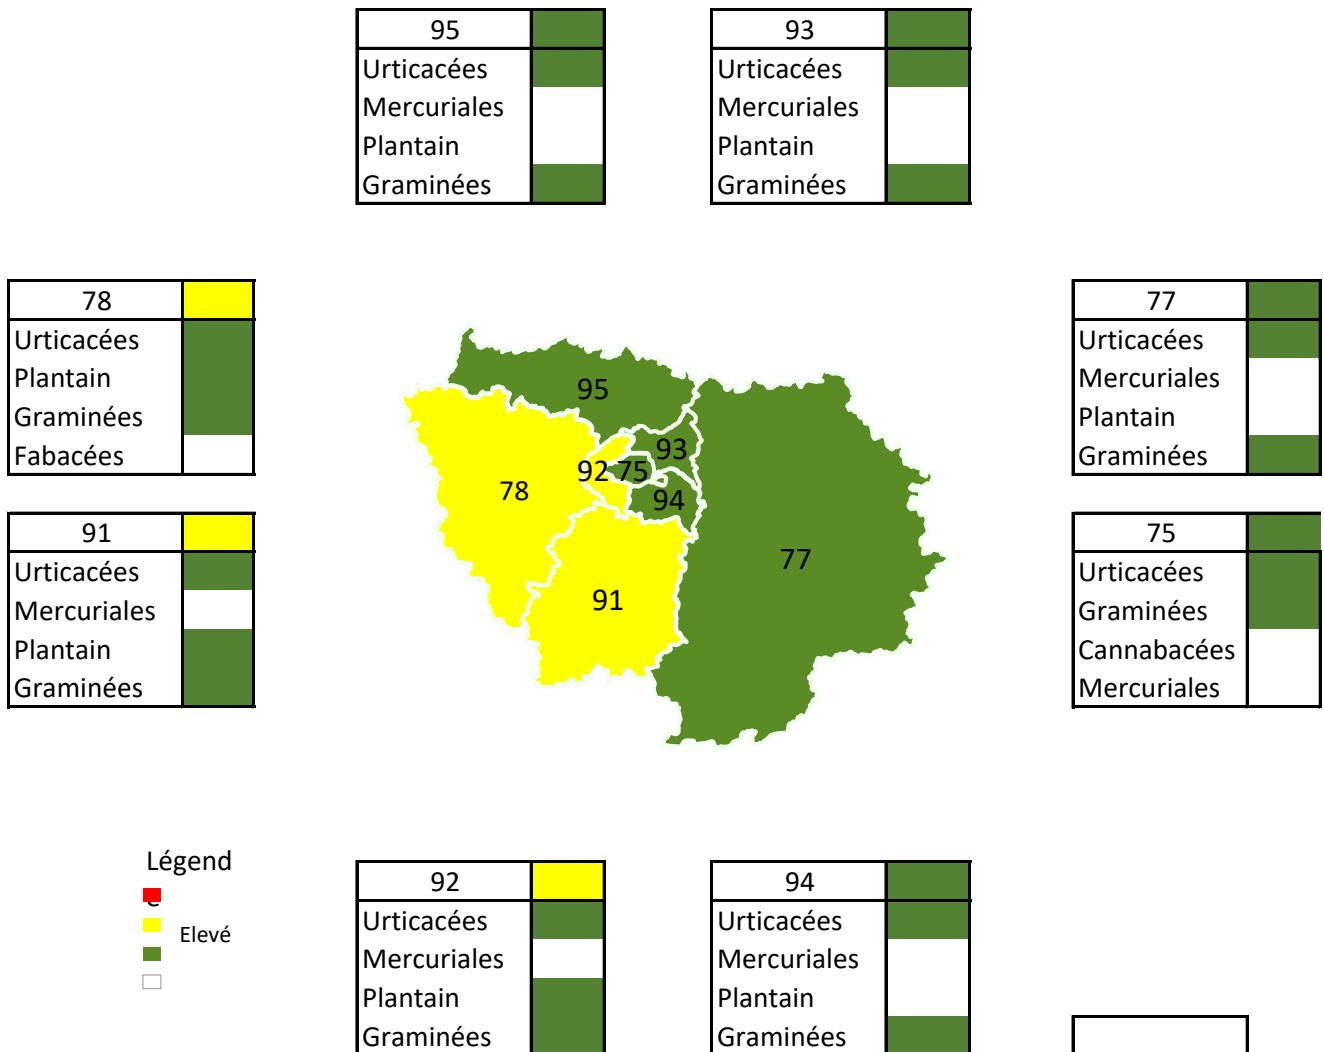 95
Urticacées
Mercuriales
Plantain
Graminées
93
Urticacées
Mercuriales
Plantain
Graminées
78
Urticacées
Plantain
Graminées
Fabacées
77
Urticacées
Mercuriales
Plantain
Graminées
95
93
92
75
78
94
77
91
91
Urticacées
Mercuriales
Plantain
Graminées
75
Urticacées
Graminées
Cannabacées
Mercuriales
Légend
Elevé
92
Urticacées
Mercuriales
Plantain
Graminées
94
Urticacées
Mercuriales
Plantain
Graminées